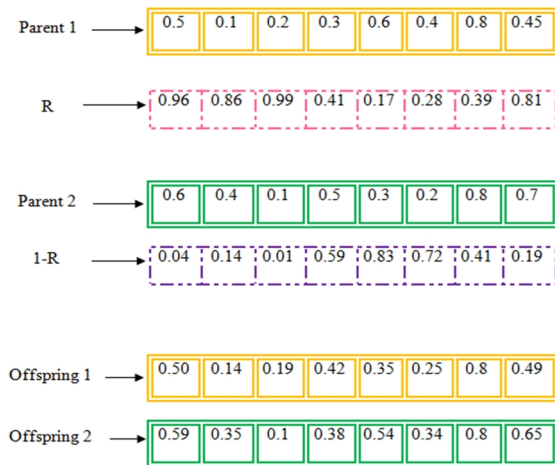 Parent 1 0.5 0.1 0.2 0.3 0.6 0.4 0.8 0.45
R 0.96 0.86 0.99 0.41 0.17 0.28 0.39 0.81
Parent 2 0.6 0.4 0.1 0.5 0.3 0.2 0.8 0.7
1-R 0.04 0.14 0.01 0.59 0.83 0.72 0.41 0.19
Offspring 1 0.50 0.14 0.19 0.42 0.35 0.25 0.8 0.49
Offspring 2 0.59 0.35 0.1 0.38 0.54 0.34 0.8 0.65